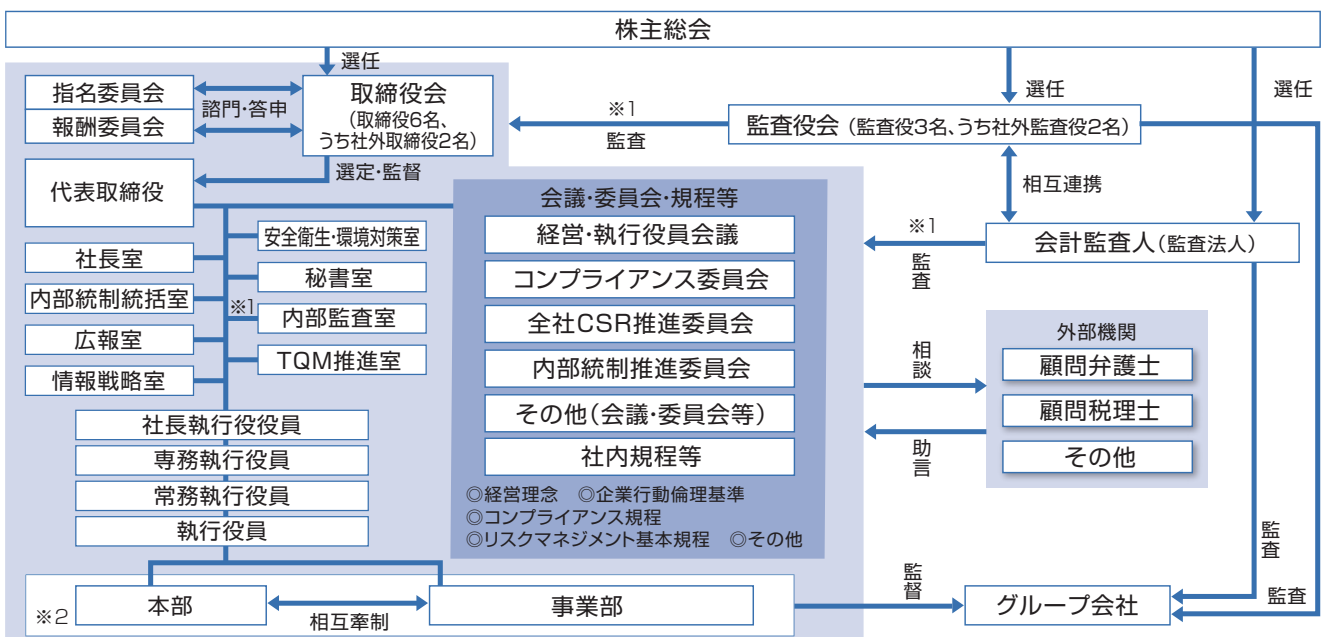 株主総会
選任
選任
選任
指名委員会
報酬委員会
諮門・答申
取締役会
(取締役6名、
うち社外取締役2名)
※1
監査
監査役会 (監査役3名、うち社外監査役2名)
代表取締役
選定・監督
相互連携
会議・委員会・規程等
経営・執行役員会議
コンプライアンス委員会
全社CSR推進委員会
内部統制推進委員会
その他(会議・委員会等)
社内規程等
◎経営理念 ◎企業行動倫理基準
◎コンプライアンス規程
◎リスクマネジメント基本規程 ◎その他
※1
監査
会計監査人(監査法人)
安全衛生・環境対策室
社長室
秘書室
内部統制統括室
※1
内部監査室
広報室
TQM推進室
情報戦略室
相談
助言
外部機関
顧問弁護士
顧問税理士
その他
社長執行役役員
専務執行役員
常務執行役員
執行役員
※2
本部
相互牽制
事業部
監督
グループ会社
監査
監査